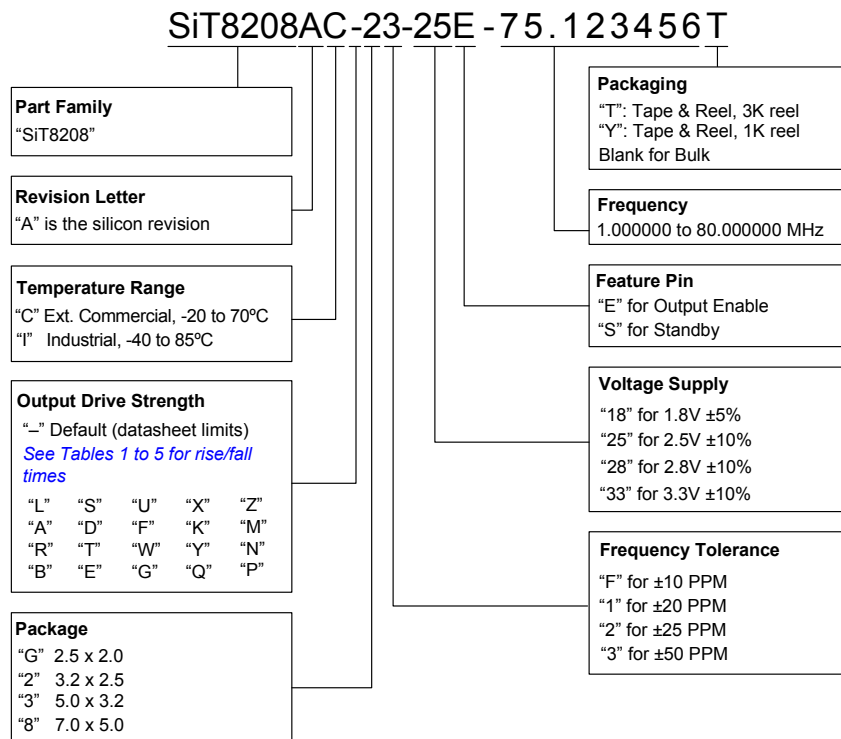 SiT8208AC-23-25E-75.123456T
Part Family
“SiT8208”
Revision Letter
“A” is the silicon revision
Temperature Range
“C” Ext. Commercial, -20 to 70ºC
“I” Industrial, -40 to 85ºC
Output Drive Strength
“–” Default (datasheet limits)
See Tables 1 to 5 for rise/fall
times
“L” “S” “U” “X” “Z”
“A” “D” “F” “K” “M”
“R” “T” “W” “Y” “N”
“B” “E” “G” “Q” “P”
Package
“G” 2.5 x 2.0
“2” 3.2 x 2.5
“3” 5.0 x 3.2
“8” 7.0 x 5.0
Packaging
“T”: Tape & Reel, 3K reel
“Y”: Tape & Reel, 1K reel
Blank for Bulk
Frequency
1.000000 to 80.000000 MHz
Feature Pin
“E” for Output Enable
“S” for Standby
Voltage Supply
“18” for 1.8V ±5%
“25” for 2.5V ±10%
“28” for 2.8V ±10%
“33” for 3.3V ±10%
Frequency Tolerance
“F” for ±10 PPM
“1” for ±20 PPM
“2” for ±25 PPM
“3” for ±50 PPM